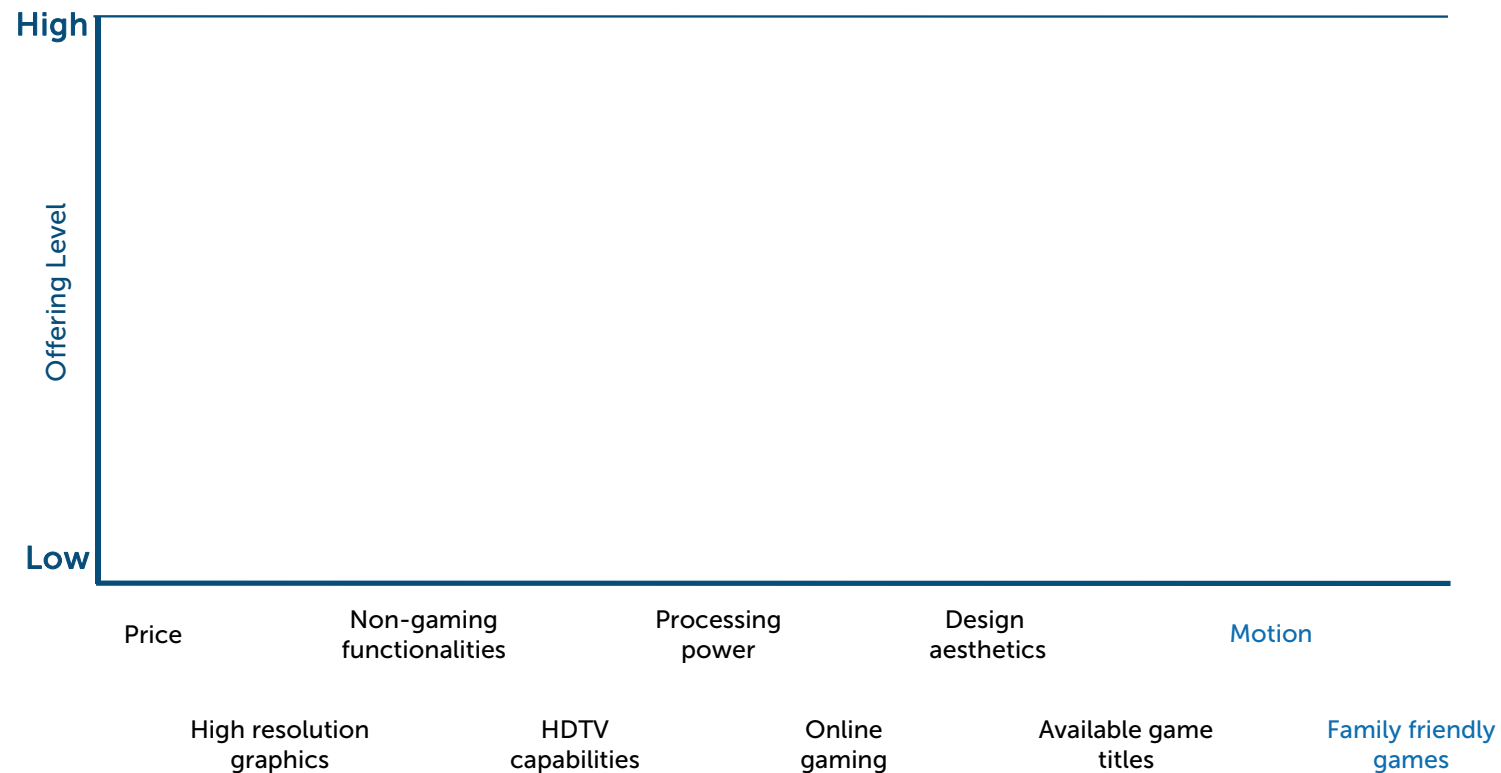 High
Offering Level
Low
Price
Non-gaming
functionalities
Processing
power
Design
aesthetics
Motion
High resolution
graphics
HDTV
capabilities
Online
gaming
Available game
titles
Family friendly
games